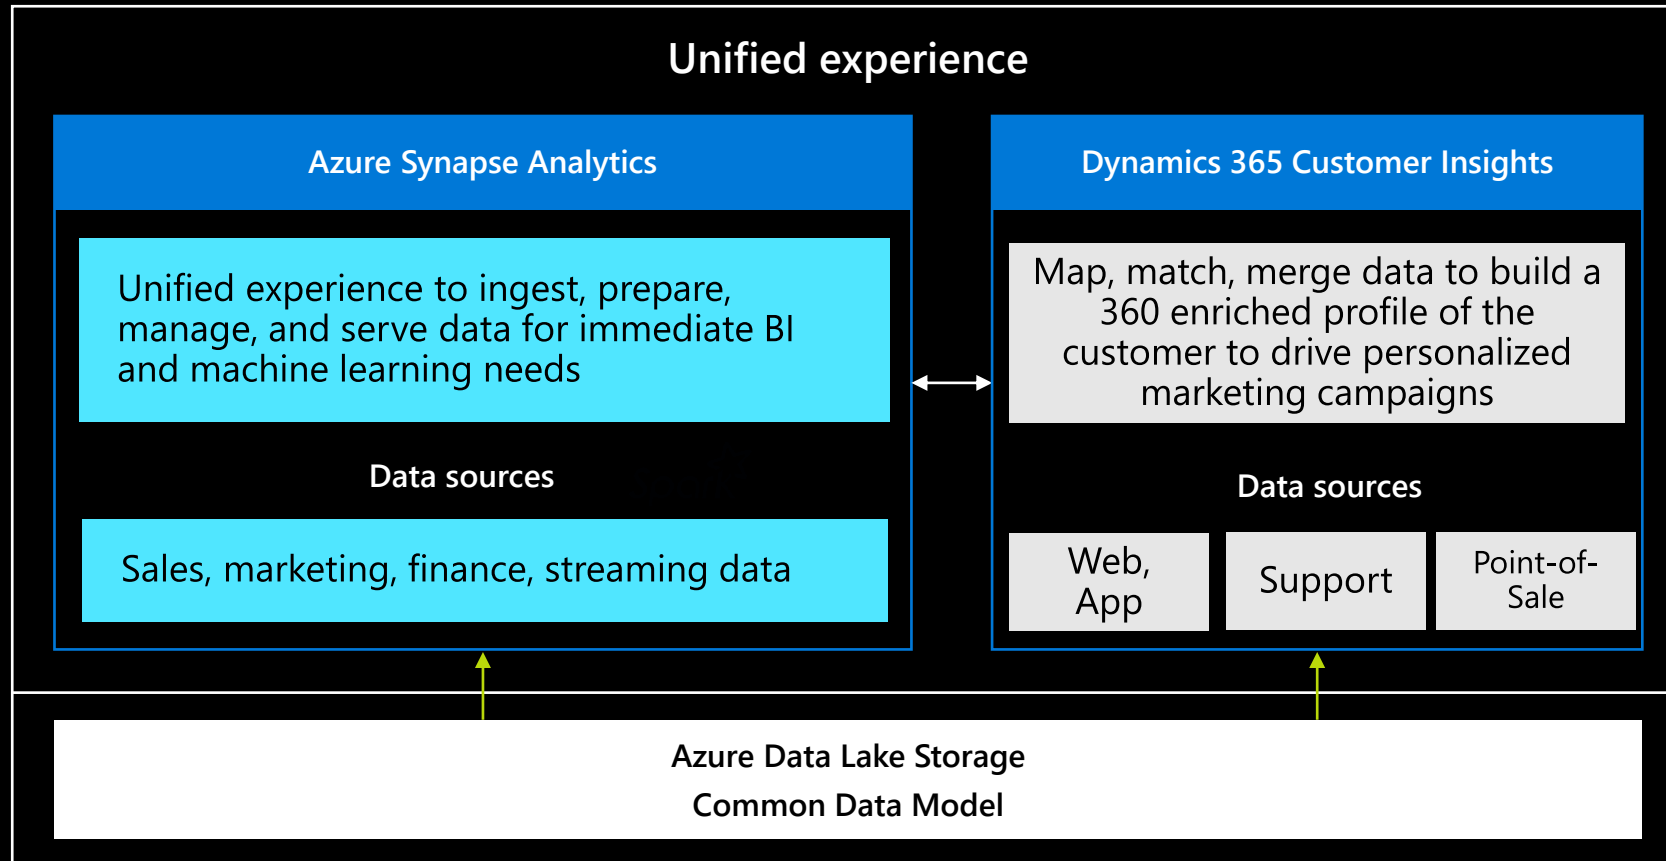 Unified experience
Azure Synapse Analytics
Unified experience to ingest, prepare,
manage, and serve data for immediate BI
and machine learning needs
Data sources
Sales, marketing, finance, streaming data
Dynamics 365 Customer Insights
Map, match, merge data to build a
360 enriched profile of the
customer to drive personalized
marketing campaigns
Data sources
Web,
App
Support
Point-of-
Sale
Azure Data Lake Storage
Common Data Model